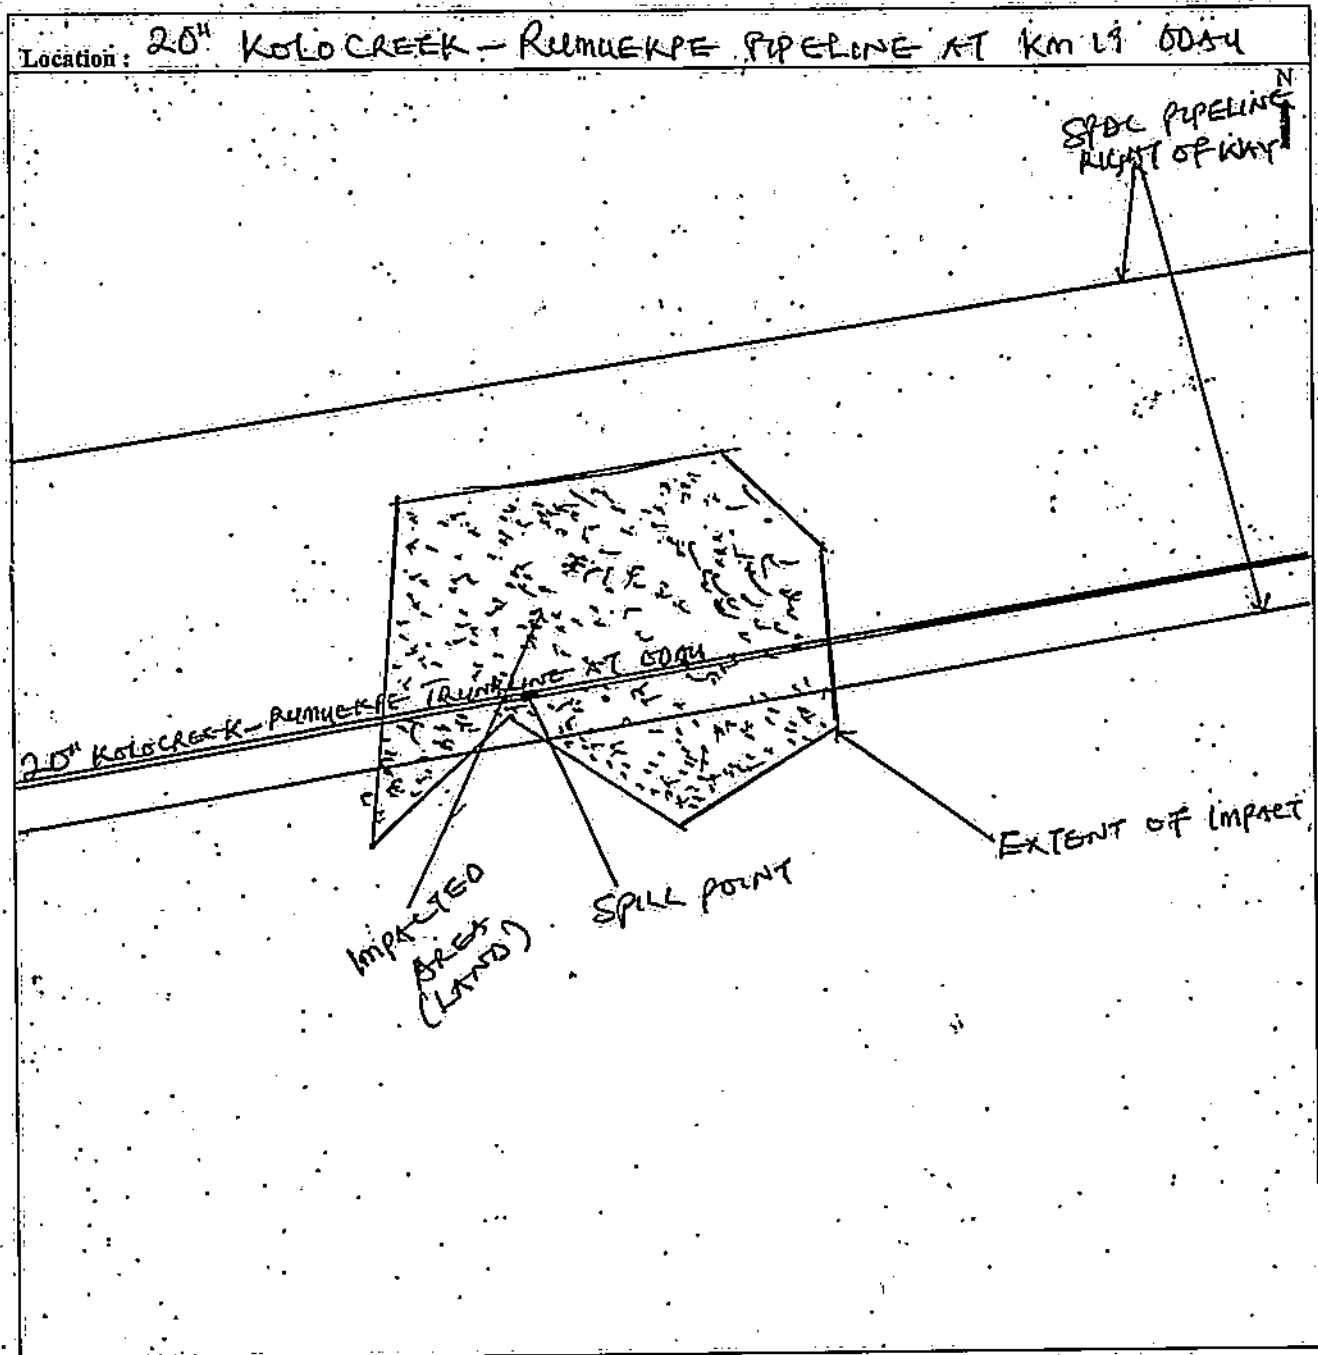 Location : 20" KOLO CREEK - RUMUEKPE PIPELINE AT KM 19 ODAU
N
SPDC PIPELINE
RIGHT OF WAY
20" KOLOCREEK - RUMUEKPE TRUNKLINE AT ODAU
EXTENT OF IMPACT
SPILL POINT
IMPACTED
AREA
(LAND)